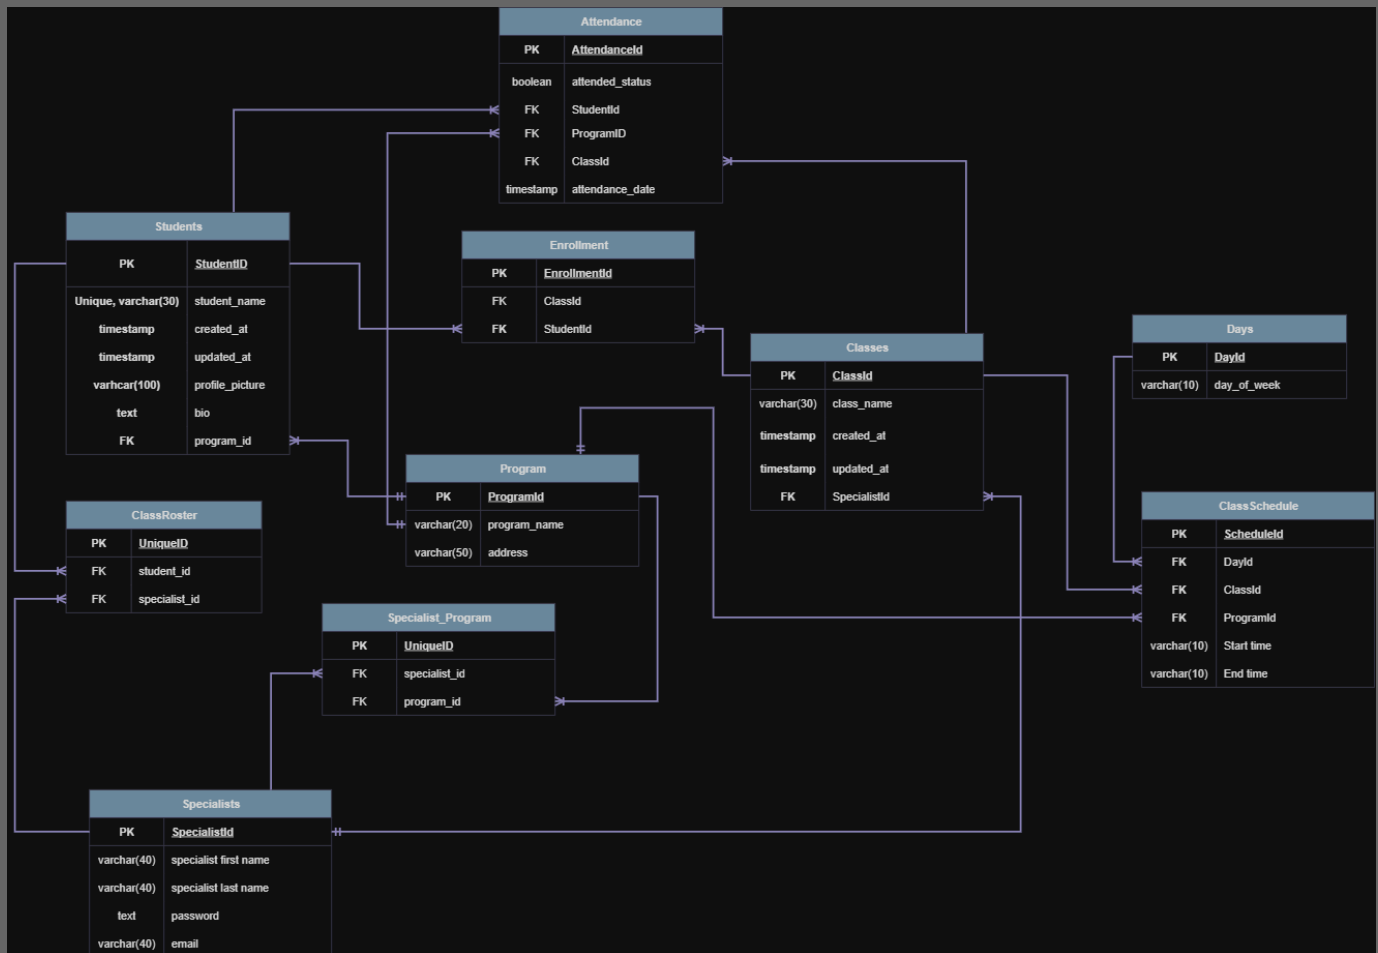 Attendance
PK AttendanceId
boolean attended_status
FK StudentId
FK ProgramID
FK ClassId
timestamp attendance_date
Students
PK StudentID
Unique, varchar(30) student_name
timestamp created_at
timestamp updated_at
varhcar(100) profile_picture
text bio
FK program_id
Enrollment
PK EnrollmentId
FK ClassId
FK StudentId
Classes
PK ClassId
varchar(30) class_name
timestamp created_at
timestamp updated_at
FK SpecialistId
Days
PK DayId
varchar(10) day_of_week
Program
PK ProgramId
varchar(20) program_name
varchar(50) address
ClassRoster
PK UniqueID
FK student_id
FK specialist_id
ClassSchedule
PK ScheduleId
FK DayId
FK ClassId
FK ProgramId
varchar(10) Start time
varchar(10) End time
Specialist_Program
PK UniqueID
FK specialist_id
FK program_id
Specialists
PK SpecialistId
varchar(40) specialist first name
varchar(40) specialist last name
text password
varchar(40) email